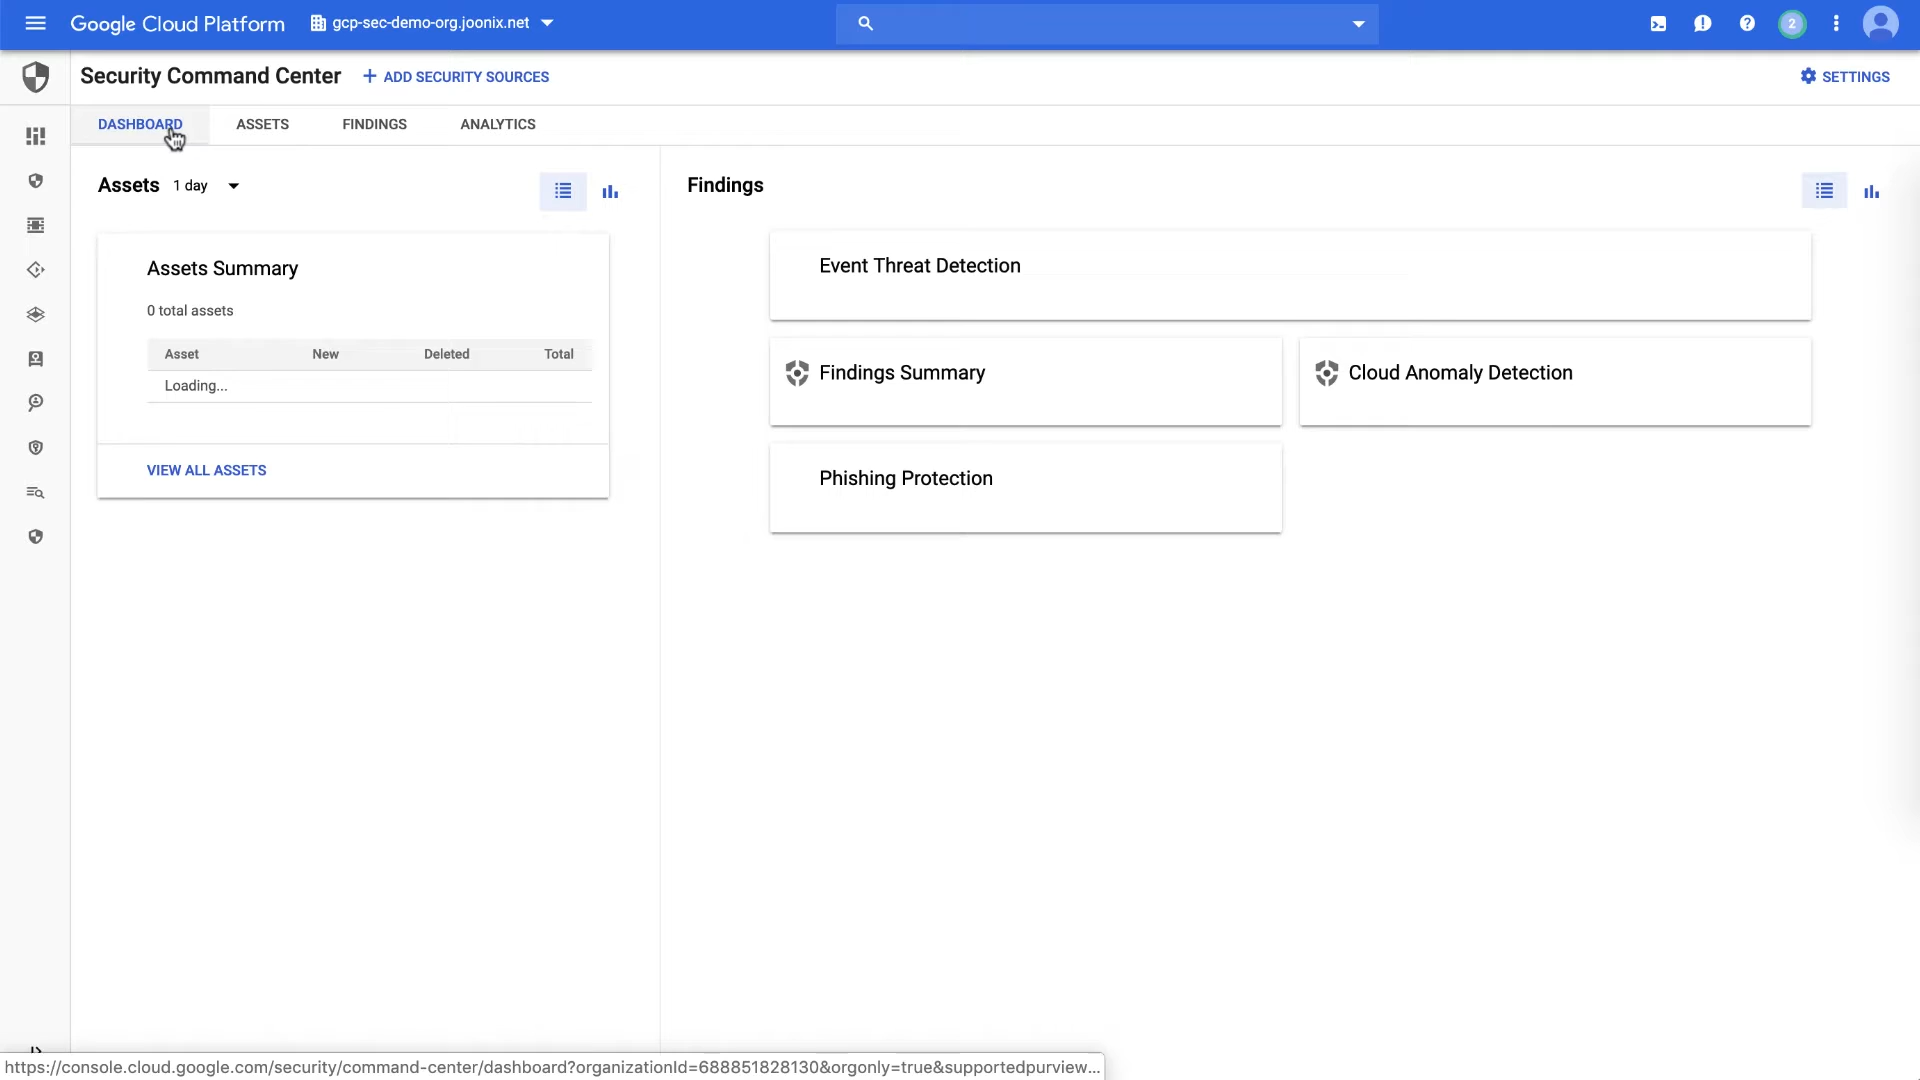 Google Cloud Platform
gcp-sec-demo-org.joonix.net
2
Security Command Center
ADD SECURITY SOURCES
SETTINGS
DASHBOARD
ASSETS
FINDINGS
ANALYTICS
Assets
1 day
Assets Summary
0 total assets
Asset New Deleted Total
Loading...
VIEW ALL ASSETS
Findings
Event Threat Detection
Findings Summary
Cloud Anomaly Detection
Phishing Protection
https://console.cloud.google.com/security/command-center/dashboard?organizationId=688851828130&orgonly=true&supportedpurview...